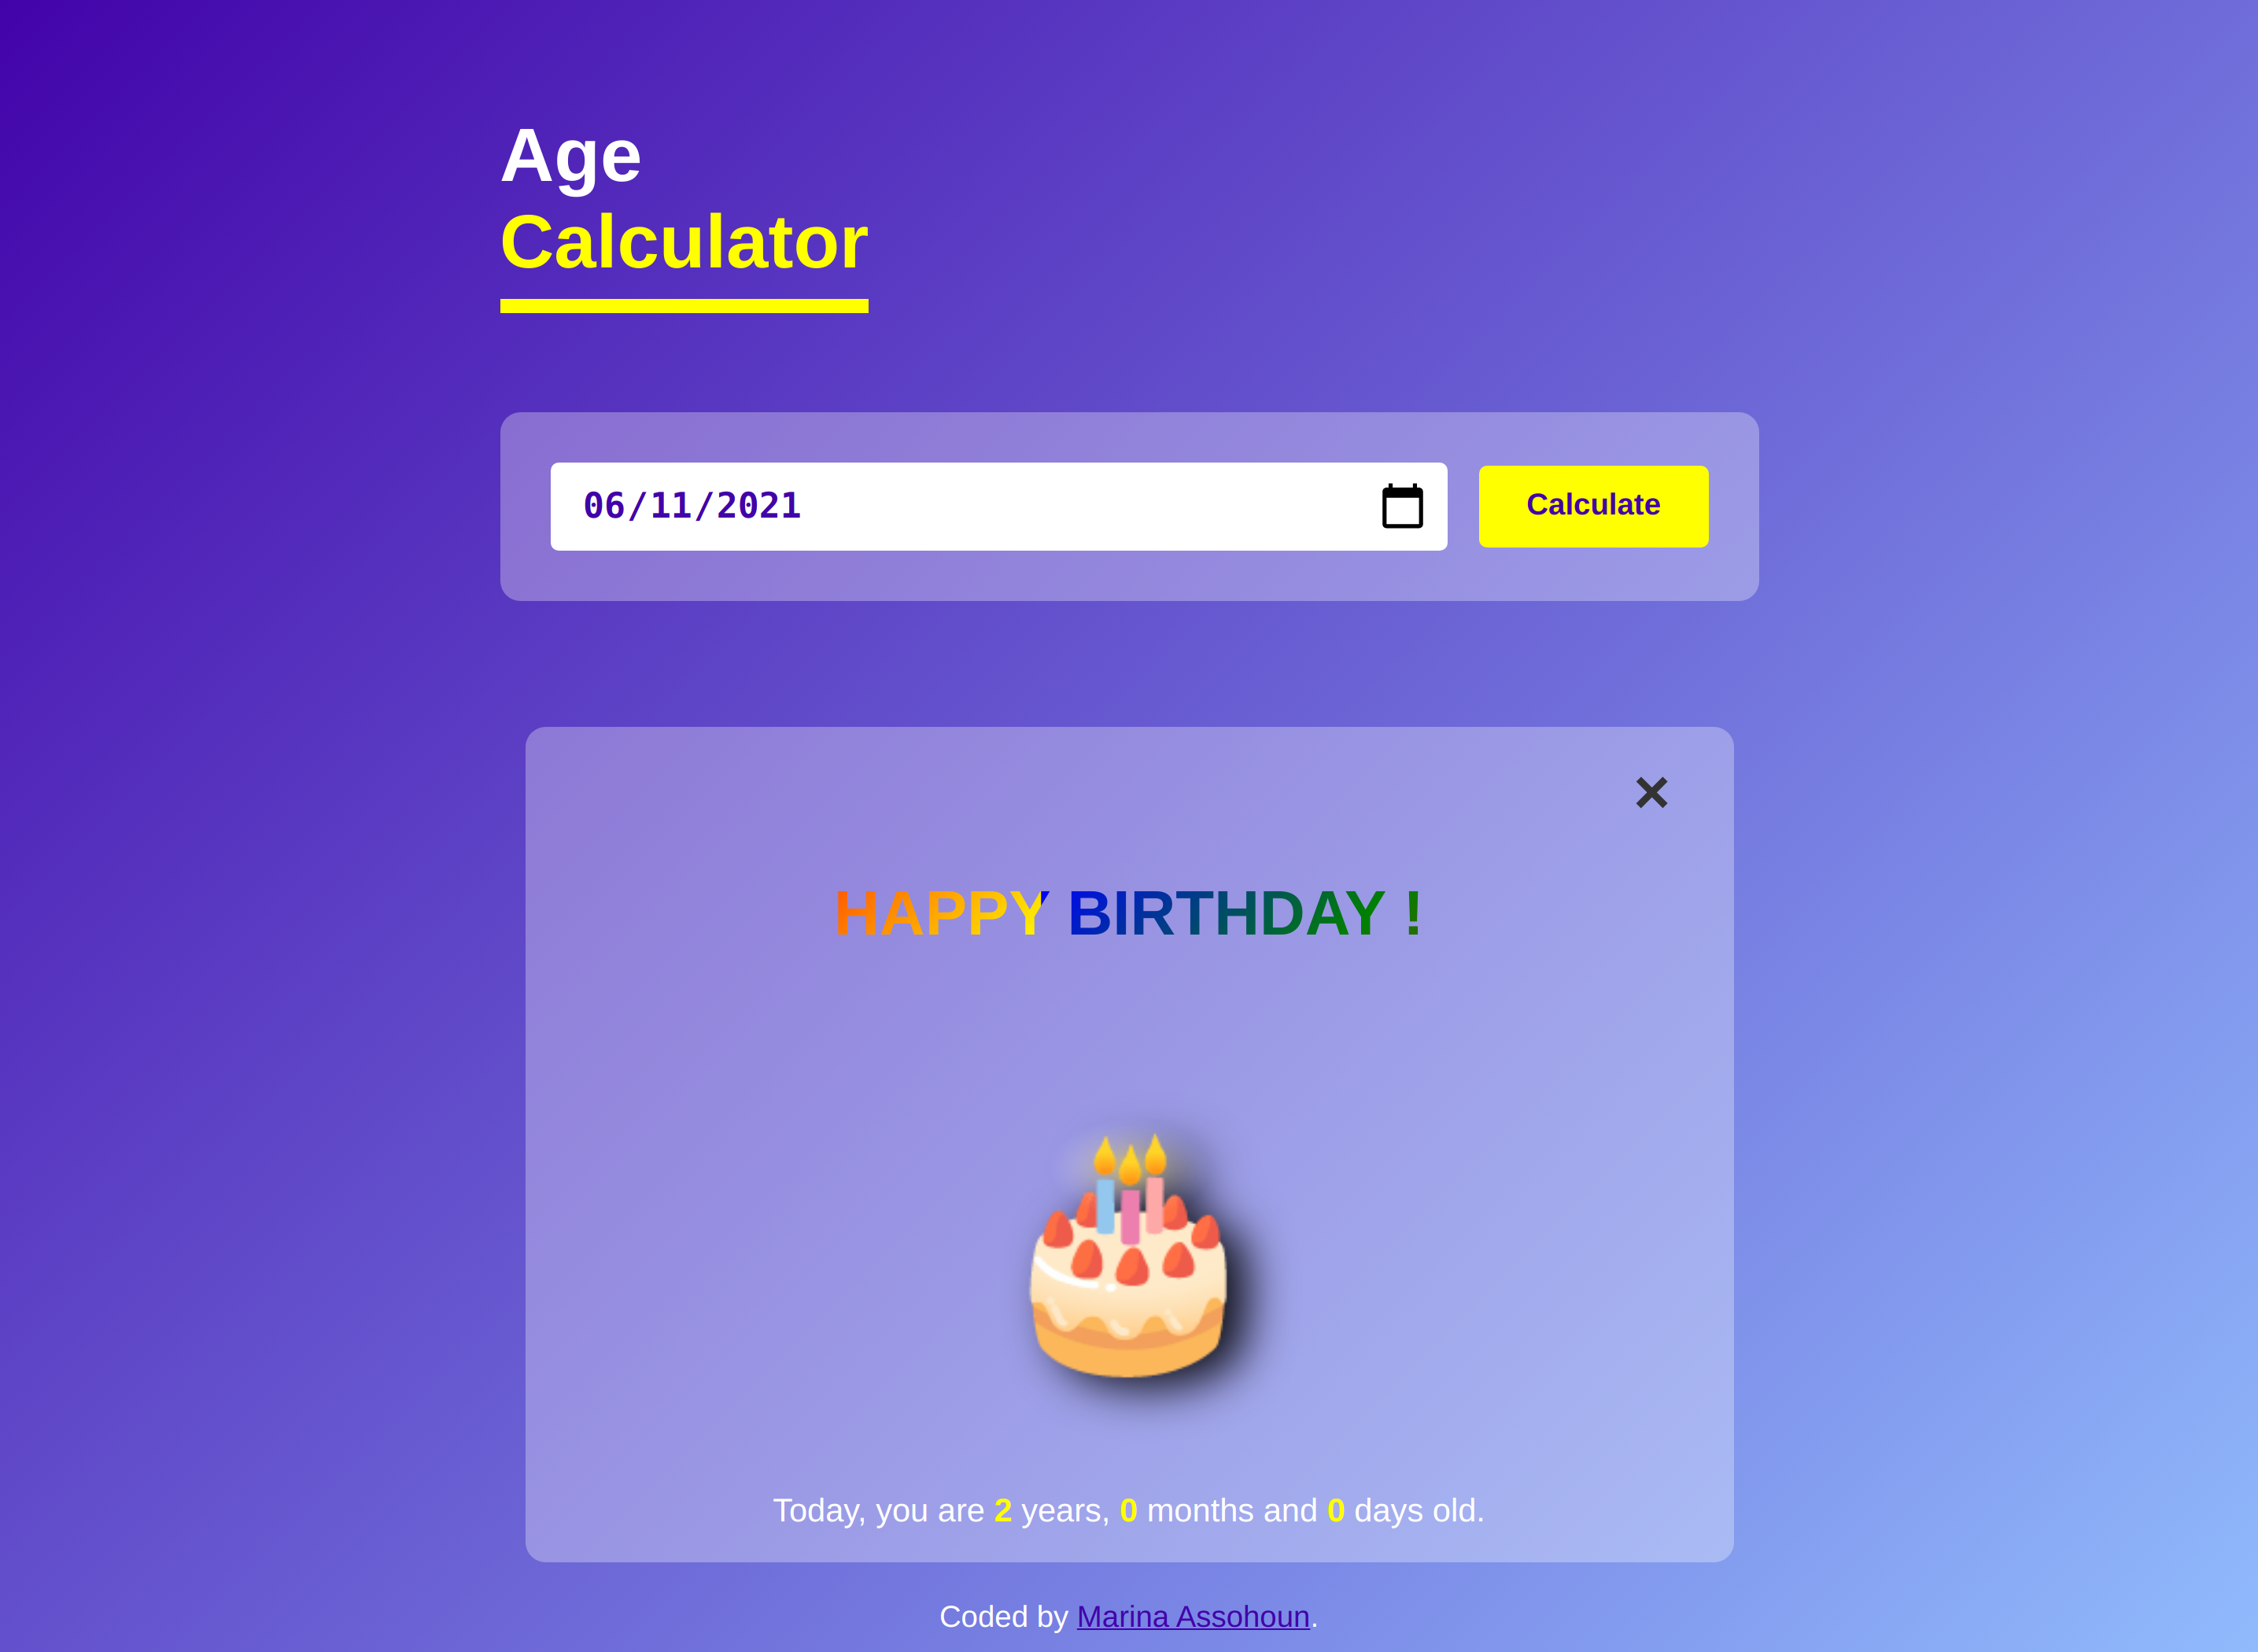 Age
Calculator
06/11/2021
Calculate
✕
HAPPY BIRTHDAY !
Today, you are 2 years, 0 months and 0 days old.
Coded by Marina Assohoun.